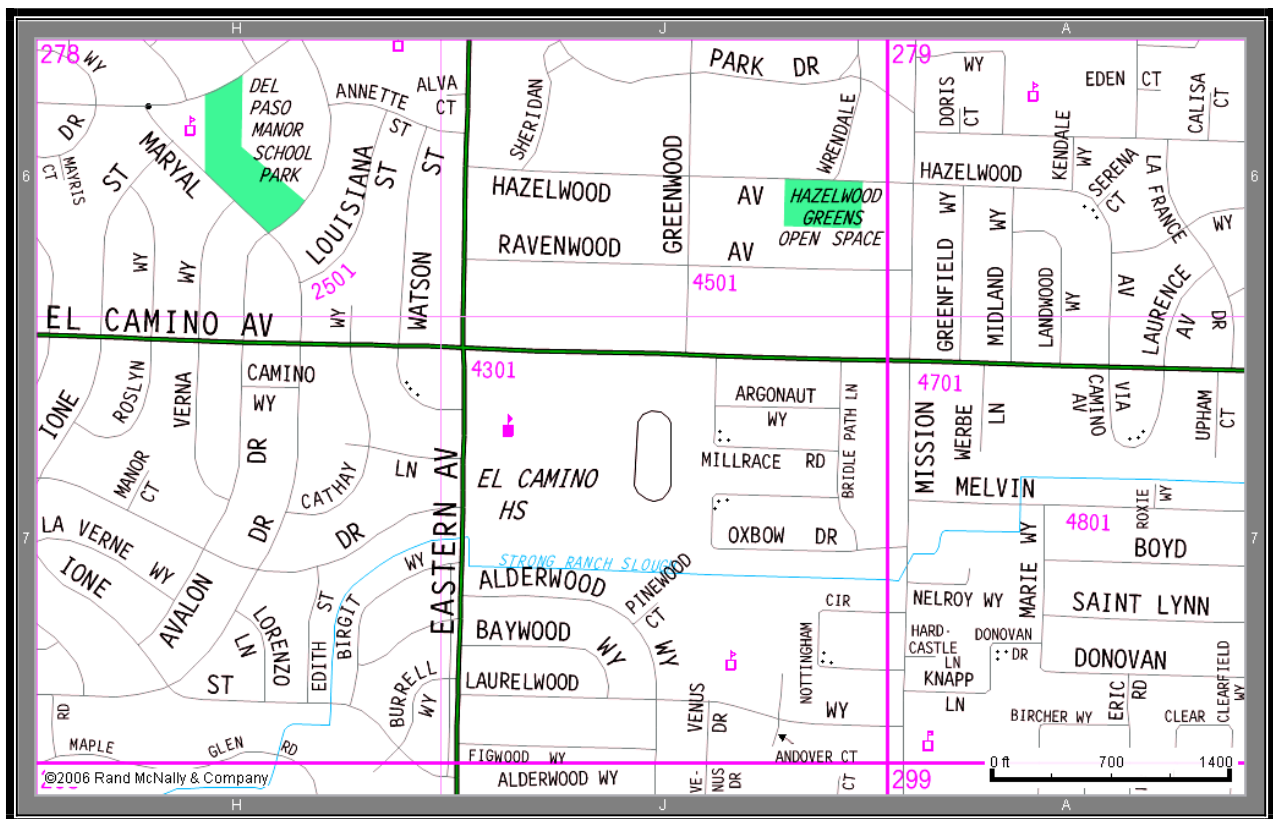 H
J
A
278
WY
DEL
PASO
MANOR
SCHOOL
PARK
ANNETTE
ST
ALVA
CT
SHERIDAN
PARK DR
WRENDALE
279
WY
DORIS
CT
EDEN CT
CALISA
CT
DR
MAYRIS
CT
ST
MARYAL
WY
WY
LOUISIANA
ST
ST
WATSON
2501
WY
6
HAZELWOOD
AV
GREENWOOD
HAZELWOOD
GREENS
OPEN SPACE
RAVENWOOD
AV
4501
HAZELWOOD
KENDALE
WY
SERENA
CT
LA FRANCE
WY
6
GREENFIELD
WY
MIDLAND
WY
LANDWOOD
WY
AV
LAURENCE
AV
DR
EL CAMINO AV
IONE
ROSLYN
VERNA
CAMINO
WY
DR
MANOR
CT
CATHAY
LN
EASTERN AV
4301
EL CAMINO
HS
ARGONAUT
WY
MILLRACE RD
BRIDLE PATH LN
OXBOW DR
4701
MISSION
WERBE
LN
VIA
CAMINO
AV
UPHAM
CT
MELVIN
ROXIE
WY
4801
BOYD
7
LA VERNE WY
IONE
AVALON
DR
DR
WY
STRONG RANCH SLOUGH
ALDERWOOD
WY
PINEWOOD
CT
BAYWOOD
WY
LAURELWOOD
WY
LORENZO
LN
EDITH
ST
BIRGIT
BURRELL
WY
ST
CIR
NOTTINGHAM
VENUS
DR
MARIE WY
NELROY WY
SAINT LYNN
HARD-
CASTLE
LN
DONOVAN
DR
DONOVAN
KNAPP
LN
BIRCHER WY
ERIC
RD
CLEAR
CLEARFIELD
WY
7
RD
MAPLE
GLEN
RD
FIGWOOD WY
ALDERWOOD WY
VE-
NUS
DR
ANDOVER CT
CT
299
0 ft 700 1400
©2006 Rand McNally & Company
H
J
A